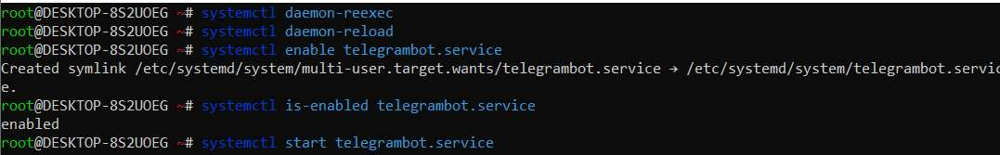 root@DESKTOP-8S2UOEG ~# systemctl daemon-reexec
root@DESKTOP-8S2UOEG ~# systemctl daemon-reload
root@DESKTOP-8S2UOEG ~# systemctl enable telegrambot.service
Created symlink /etc/systemd/system/multi-user.target.wants/telegrambot.service → /etc/systemd/system/telegrambot.servic
e.
root@DESKTOP-8S2UOEG ~# systemctl is-enabled telegrambot.service
enabled
root@DESKTOP-8S2UOEG ~# systemctl start telegrambot.service